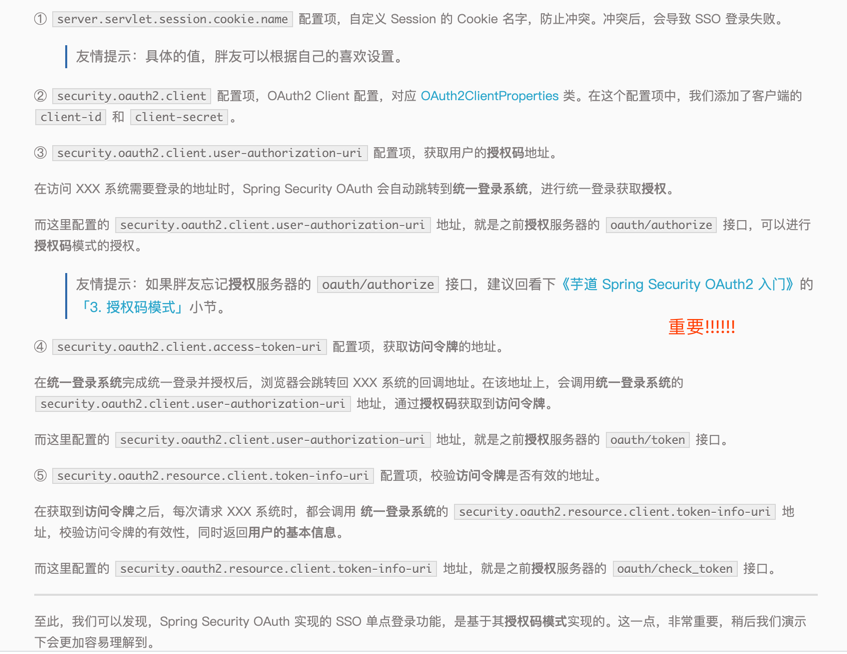 ① server.servlet.session.cookie.name 配置项，自定义 Session 的 Cookie 名字，防止冲突。冲突后，会导致 SSO 登录失败。
友情提示：具体的值，胖友可以根据自己的喜欢设置。
② security.oauth2.client 配置项，OAuth2 Client 配置，对应 OAuth2ClientProperties 类。在这个配置项中，我们添加了客户端的
client-id 和 client-secret 。
③ security.oauth2.client.user-authorization-uri 配置项，获取用户的授权码地址。
在访问 XXX 系统需要登录的地址时，Spring Security OAuth 会自动跳转到统一登录系统，进行统一登录获取授权。
而这里配置的 security.oauth2.client.user-authorization-uri 地址，就是之前授权服务器的 oauth/authorize 接口，可以进行
授权码模式的授权。
友情提示：如果胖友忘记授权服务器的 oauth/authorize 接口，建议回看下《芋道 Spring Security OAuth2 入门》的
「3. 授权码模式」小节。
重要!!!!!!
④ security.oauth2.client.access-token-uri 配置项，获取访问令牌的地址。
在统一登录系统完成统一登录并授权后，浏览器会跳转回 XXX 系统的回调地址。在该地址上，会调用统一登录系统的
security.oauth2.client.user-authorization-uri 地址，通过授权码获取到访问令牌。
而这里配置的 security.oauth2.client.user-authorization-uri 地址，就是之前授权服务器的 oauth/token 接口。
⑤ security.oauth2.resource.client.token-info-uri 配置项，校验访问令牌是否有效的地址。
在获取到访问令牌之后，每次请求 XXX 系统时，都会调用 统一登录系统的 security.oauth2.resource.client.token-info-uri 地
址，校验访问令牌的有效性，同时返回用户的基本信息。
而这里配置的 security.oauth2.resource.client.token-info-uri 地址，就是之前授权服务器的 oauth/check_token 接口。
至此，我们可以发现，Spring Security OAuth 实现的 SSO 单点登录功能，是基于其授权码模式实现的。这一点，非常重要，稍后我们演示
下会更加容易理解到。